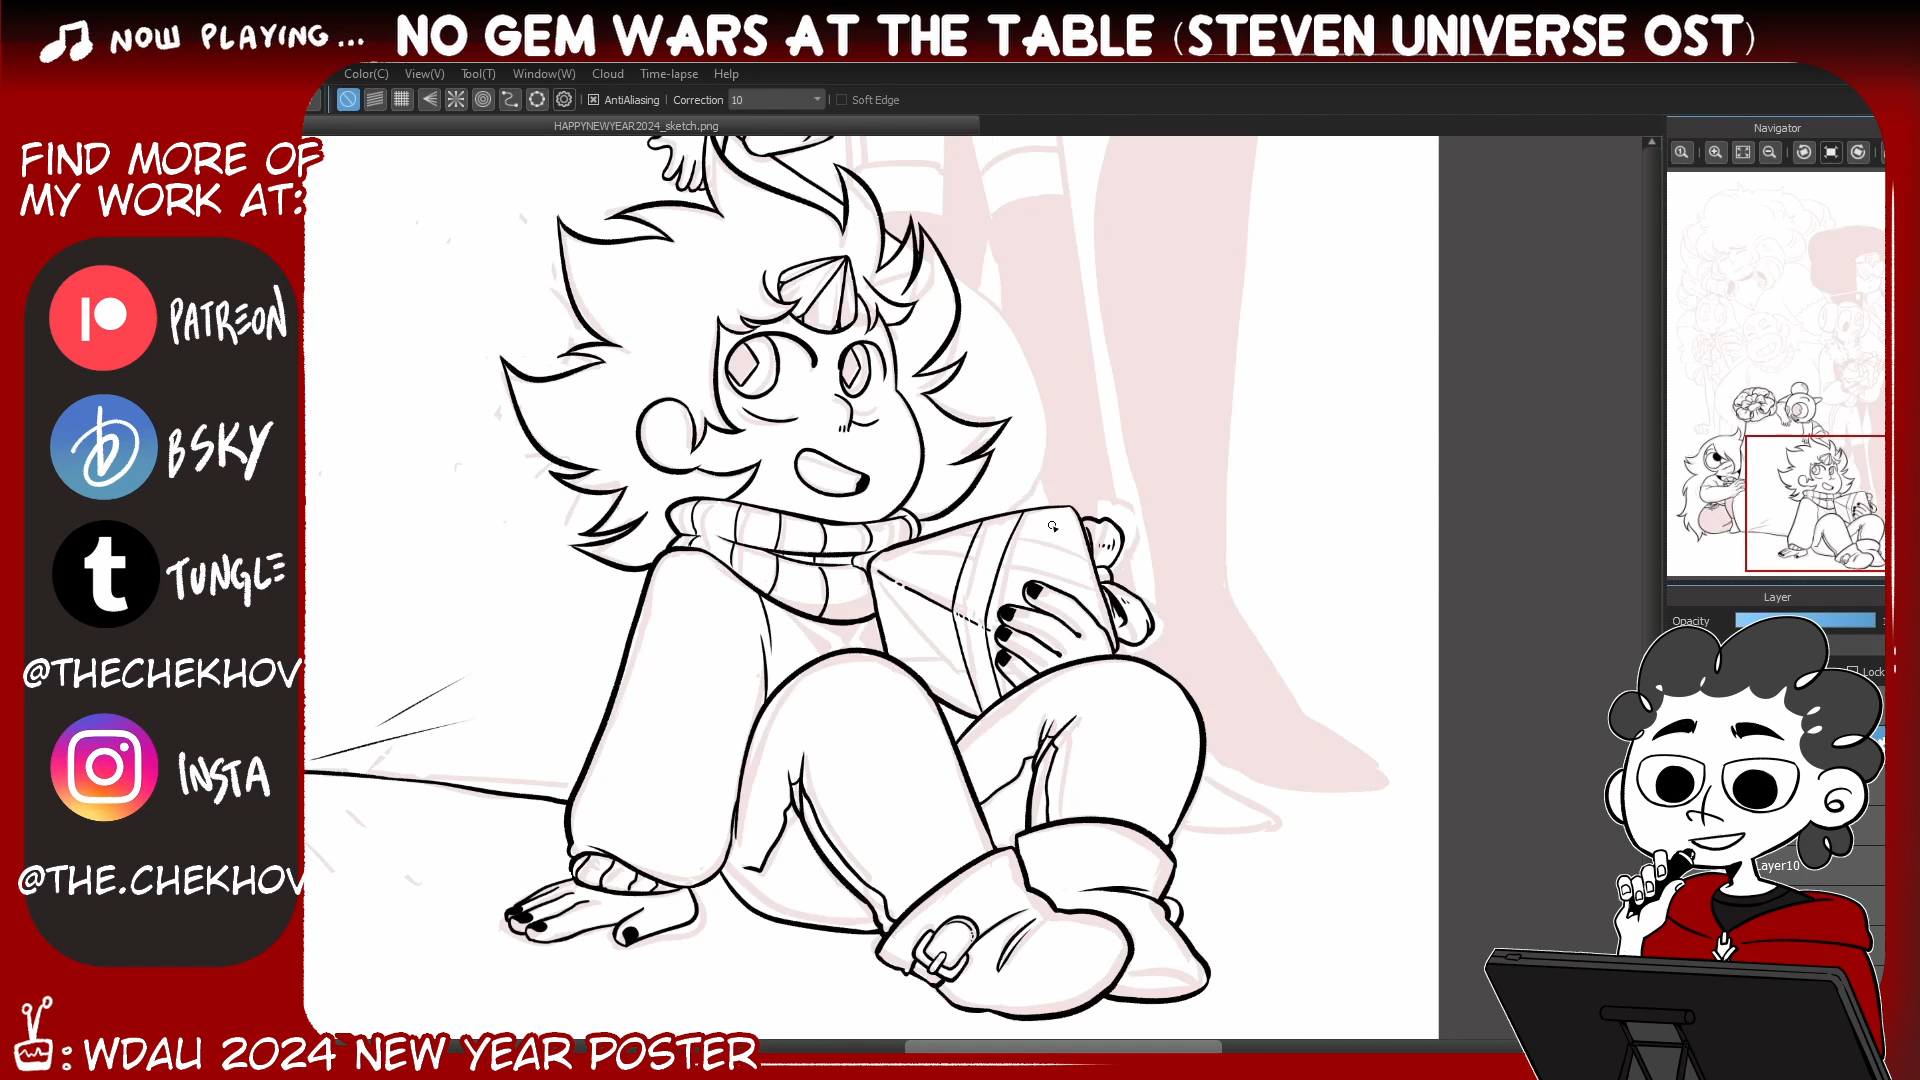 NOW PLAYING... NO GEM WARS AT THE TABLE (STEVEN UNIVERSE OST)
Color(C) View(V) Tool(T) Window(W) Cloud Time-lapse Help
AntiAliasing Correction 10 Soft Edge
HAPPYNEWYEAR2024_sketch.png
Navigator
FIND MORE OF
MY WORK AT:
PATREON
BSKY
TUNGLE
@THECHEKHOV
INSTA
@THE.CHEKHOV
Layer
Opacity
Lock
Layer10
: WDAU 2024 NEW YEAR POSTER